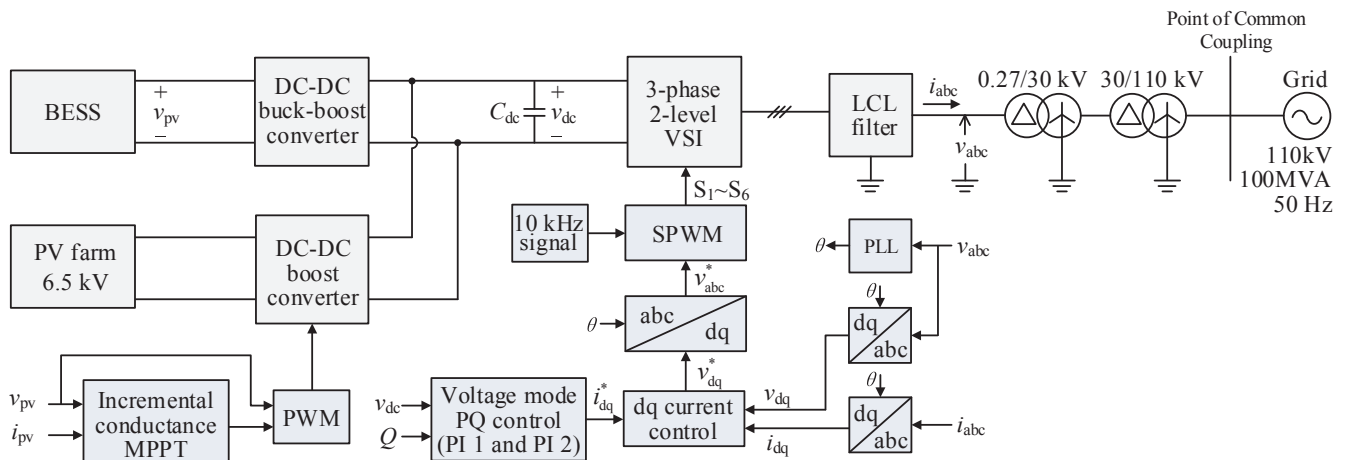 Point of Common
Coupling
BESS
+
v_pv
−
DC-DC
buck-boost
converter
C_dc
+
v_dc
−
3-phase
2-level
VSI
LCL
filter
i_abc
v_abc
0.27/30 kV
30/110 kV
Grid
110kV
100MVA
50 Hz
S₁~S₆
10 kHz
signal
SPWM
PV farm
6.5 kV
DC-DC
boost
converter
v*_abc
θ
abc
dq
v*_dq
θ
PLL
v_abc
θ
dq
abc
θ
dq
abc
i_abc
v_pv
i_pv
Incremental
conductance
MPPT
PWM
v_dc
Q
Voltage mode
PQ control
(PI 1 and PI 2)
i*_dq
dq current
control
v_dq
i_dq